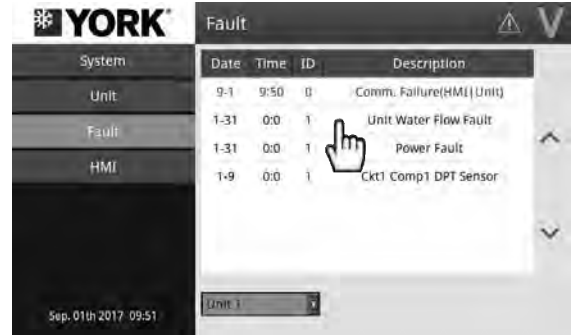 YORK
Fault
V
System
Unit
Fault
HMI
Date Time ID Description
9-1 9:50 0 Comm. Failure(HMI|Unit)
1-31 0:0 1 Unit Water Flow Fault
1-31 0:0 1 Power Fault
1-9 0:0 1 Ckt1 Comp1 DPT Sensor
Unit 1
Sep. 01th 2017 09:51